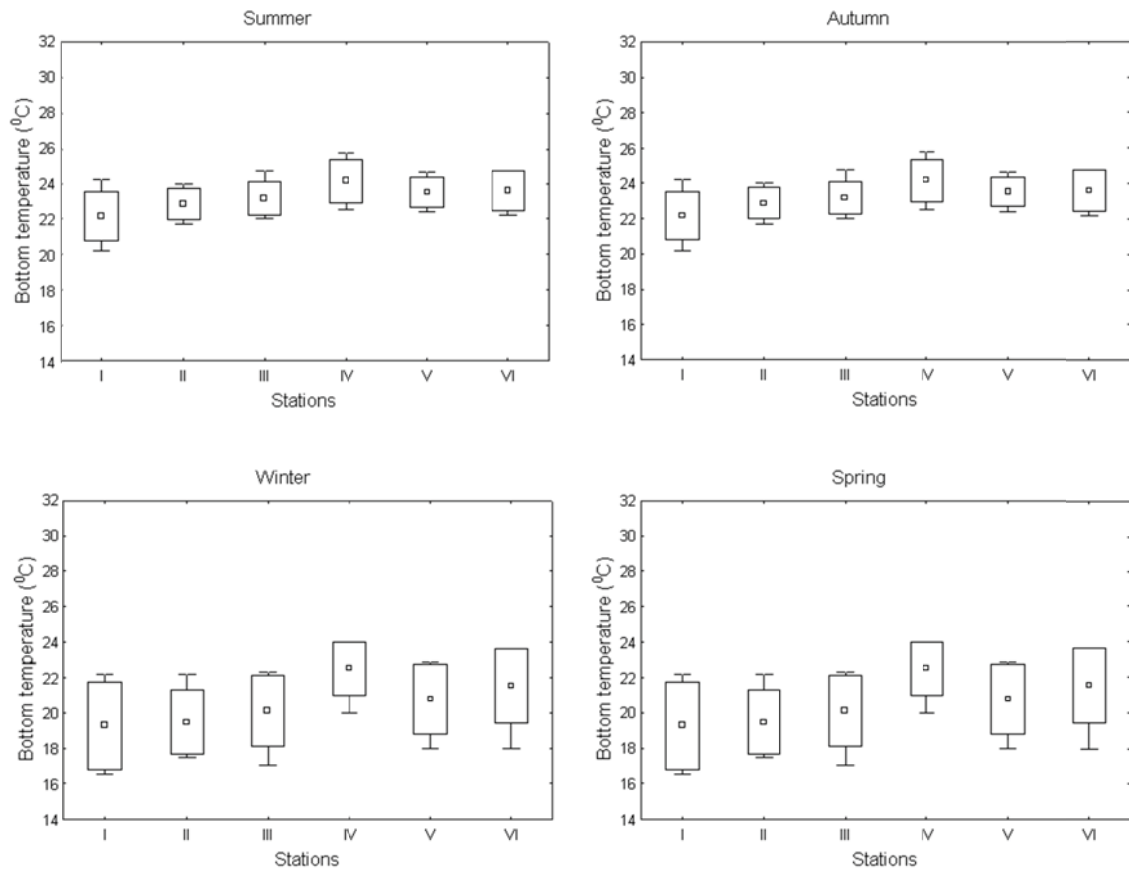 Summer
Bottom temperature (⁰C)
32
30
28
26
24
22
20
18
16
14
I II III IV V VI
Stations
Autumn
Bottom temperature (⁰C)
32
30
28
26
24
22
20
18
16
14
I II III IV V VI
Stations
Winter
Bottom temperature (⁰C)
32
30
28
26
24
22
20
18
16
14
I II III IV V VI
Stations
Spring
Bottom temperature (⁰C)
32
30
28
26
24
22
20
18
16
14
I II III IV V VI
Stations